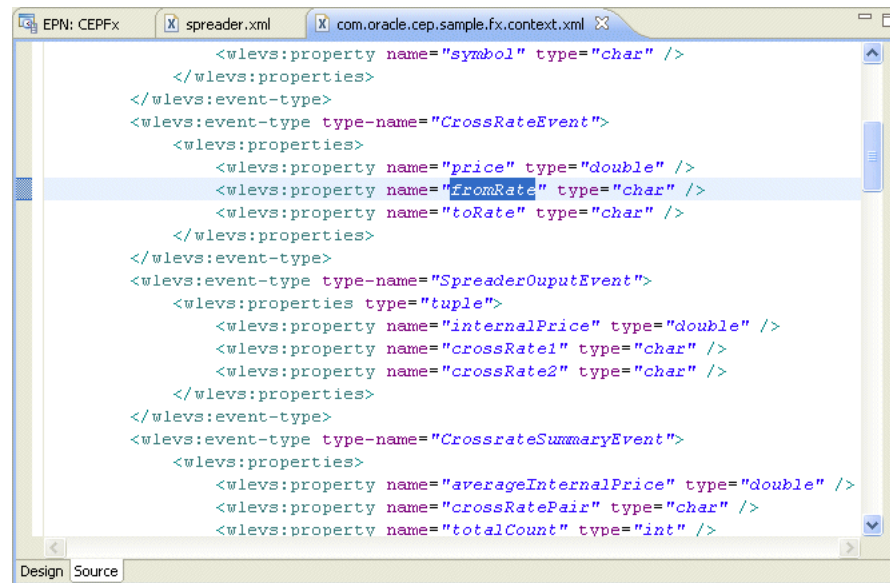 EPN: CEPFx spreader.xml com.oracle.cep.sample.fx.context.xml
<wlevs:property name="symbol" type="char" />
</wlevs:properties>
</wlevs:event-type>
<wlevs:event-type type-name="CrossRateEvent">
<wlevs:properties>
<wlevs:property name="price" type="double" />
<wlevs:property name="fromRate" type="char" />
<wlevs:property name="toRate" type="char" />
</wlevs:properties>
</wlevs:event-type>
<wlevs:event-type type-name="SpreaderOuputEvent">
<wlevs:properties type="tuple">
<wlevs:property name="internalPrice" type="double" />
<wlevs:property name="crossRate1" type="char" />
<wlevs:property name="crossRate2" type="char" />
</wlevs:properties>
</wlevs:event-type>
<wlevs:event-type type-name="CrossrateSummaryEvent">
<wlevs:properties>
<wlevs:property name="averageInternalPrice" type="double" />
<wlevs:property name="crossRatePair" type="char" />
<wlevs:property name="totalCount" type="int" />
Design Source